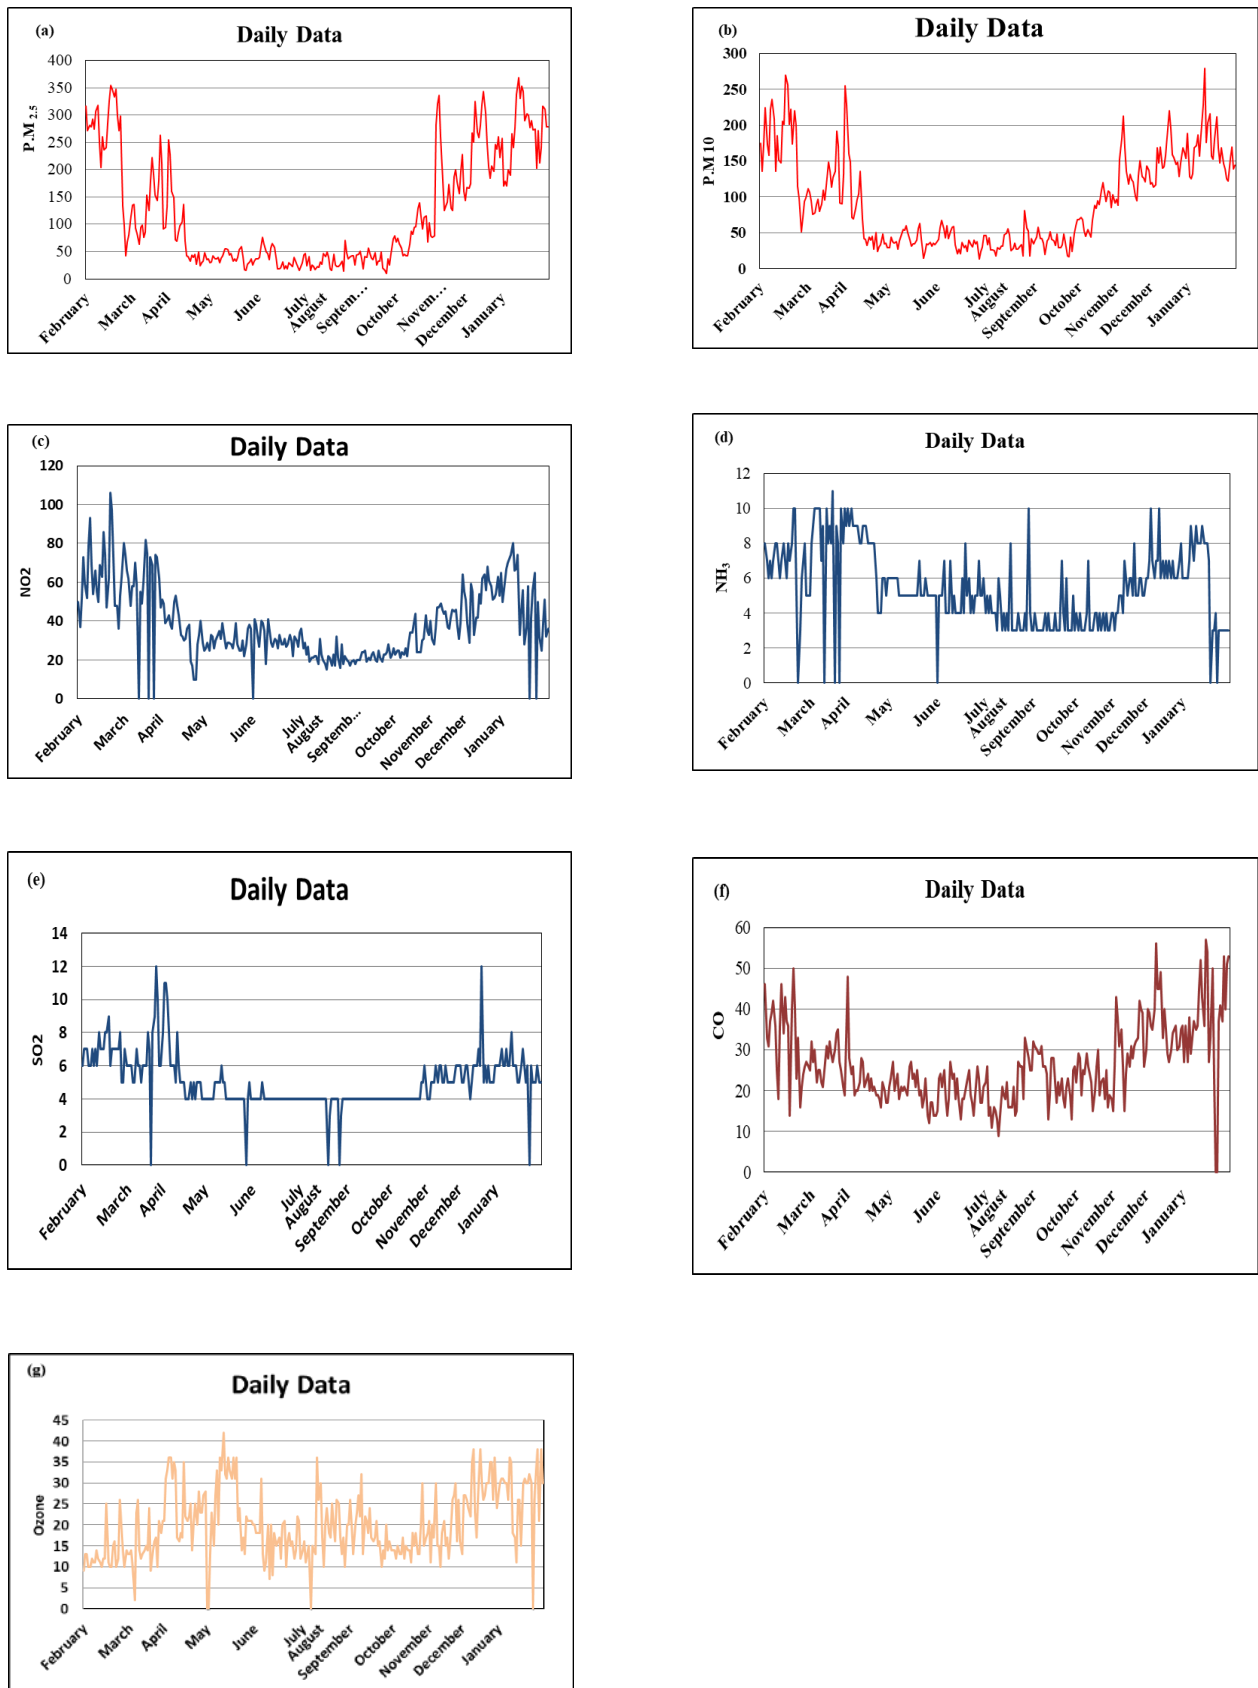 (a)
Daily Data
P.M 2.5
400
350
300
250
200
150
100
50
0
February
March
April
May
June
July
August
Septem...
October
Novem...
December
January
(b)
Daily Data
P.M 10
300
250
200
150
100
50
0
February
March
April
May
June
July
August
September
October
November
December
January
(c)
Daily Data
NO2
120
100
80
60
40
20
0
February
March
April
May
June
July
August
Septemb...
October
November
December
January
(d)
Daily Data
NH3
12
10
8
6
4
2
0
February
March
April
May
June
July
August
September
October
November
December
January
(e)
Daily Data
SO2
14
12
10
8
6
4
2
0
February
March
April
May
June
July
August
September
October
November
December
January
(f)
Daily Data
CO
60
50
40
30
20
10
0
February
March
April
May
June
July
August
September
October
November
December
January
(g)
Daily Data
Ozone
45
40
35
30
25
20
15
10
5
0
February
March
April
May
June
July
August
September
October
November
December
January